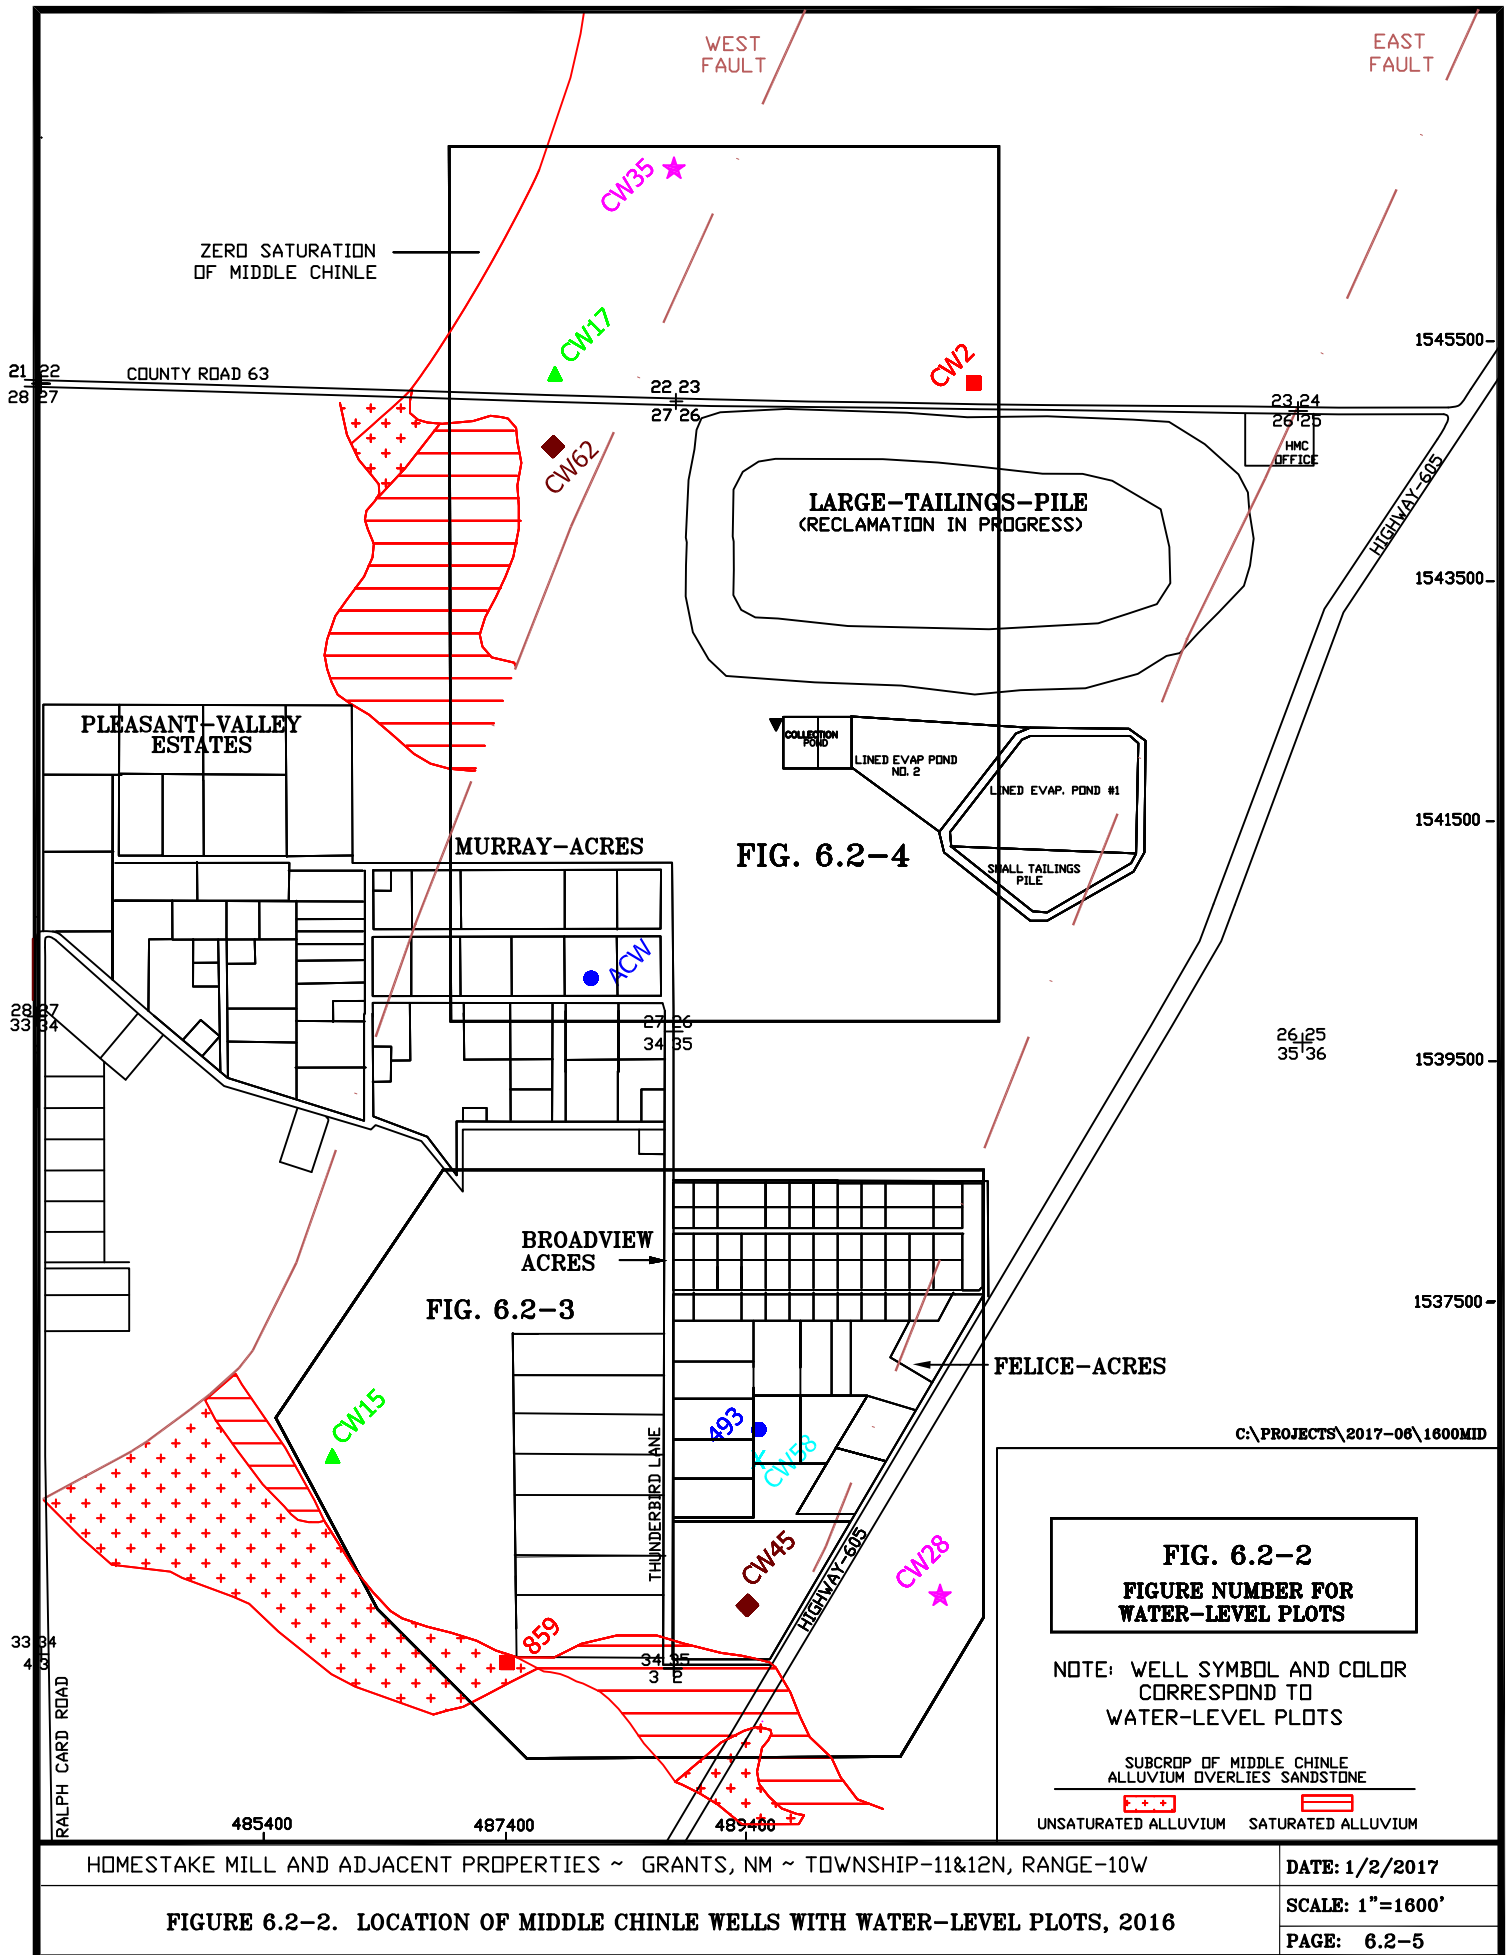 WEST
FAULT
EAST
FAULT
CW35
ZERO SATURATION
OF MIDDLE CHINLE
CW17
CW2
1545500
21 22
28 27
COUNTY ROAD 63
22 23
27 26
23 24
26 25
HMC
OFFICE
CW62
LARGE-TAILINGS-PILE
(RECLAMATION IN PROGRESS)
HIGHWAY-605
1543500
PLEASANT-VALLEY
ESTATES
COLLECTION
POND
LINED EVAP POND
NO. 2
LINED EVAP. POND #1
1541500
MURRAY-ACRES
FIG. 6.2-4
SMALL TAILINGS
PILE
ACW
28 27
33 34
27 26
34 35
26 25
35 36
1539500
BROADVIEW
ACRES
FIG. 6.2-3
1537500
FELICE-ACRES
CW15
493
CW58
THUNDERBIRD LANE
C:\PROJECTS\2017-06\1600MID
CW45
HIGHWAY-605
CW28
FIG. 6.2-2
FIGURE NUMBER FOR
WATER-LEVEL PLOTS
859
33 34
4 3
34 35
3 2
NOTE: WELL SYMBOL AND COLOR
CORRESPOND TO
WATER-LEVEL PLOTS
RALPH CARD ROAD
SUBCROP OF MIDDLE CHINLE
ALLUVIUM OVERLIES SANDSTONE
UNSATURATED ALLUVIUM SATURATED ALLUVIUM
485400 487400 489400
HOMESTAKE MILL AND ADJACENT PROPERTIES ~ GRANTS, NM ~ TOWNSHIP-11&12N, RANGE-10W
DATE: 1/2/2017
FIGURE 6.2-2. LOCATION OF MIDDLE CHINLE WELLS WITH WATER-LEVEL PLOTS, 2016
SCALE: 1"=1600'
PAGE: 6.2-5